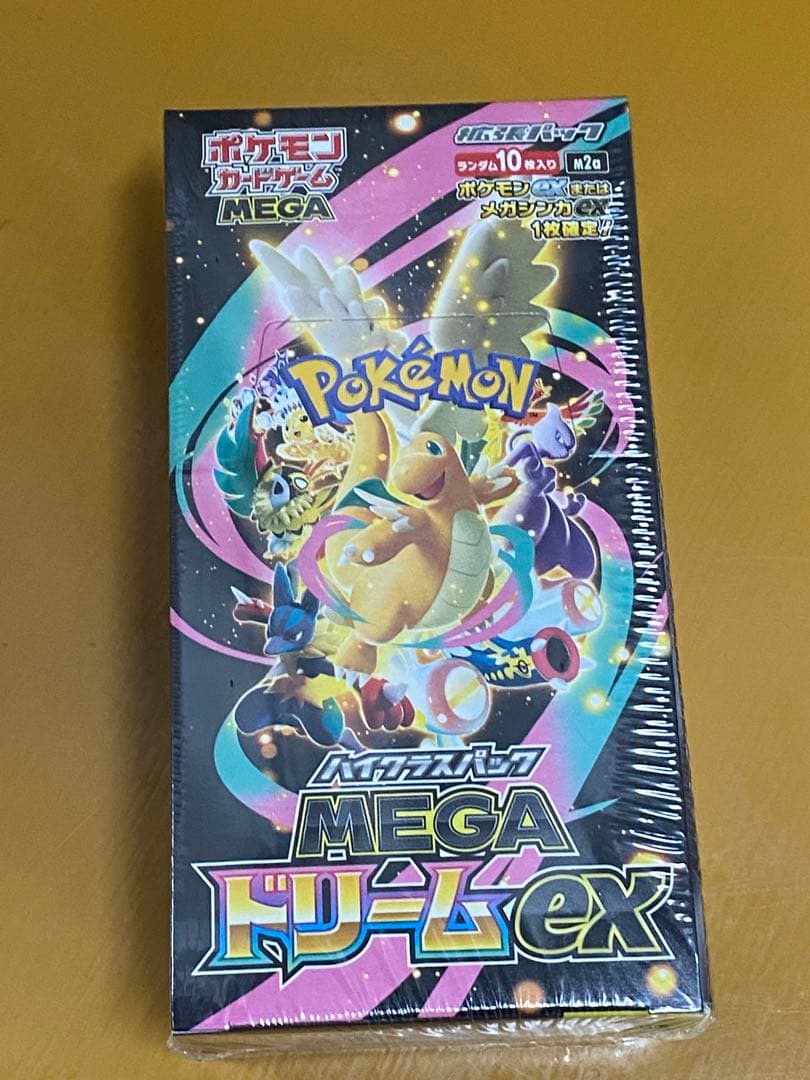 ポケモン
カードゲーム
MEGA
拡張パック
ランダム10枚入り
M2a
ポケモンexまたは
メガシンカex
1枚確定!!
POKéMON
ハイクラスパック
MEGA
ドリームex